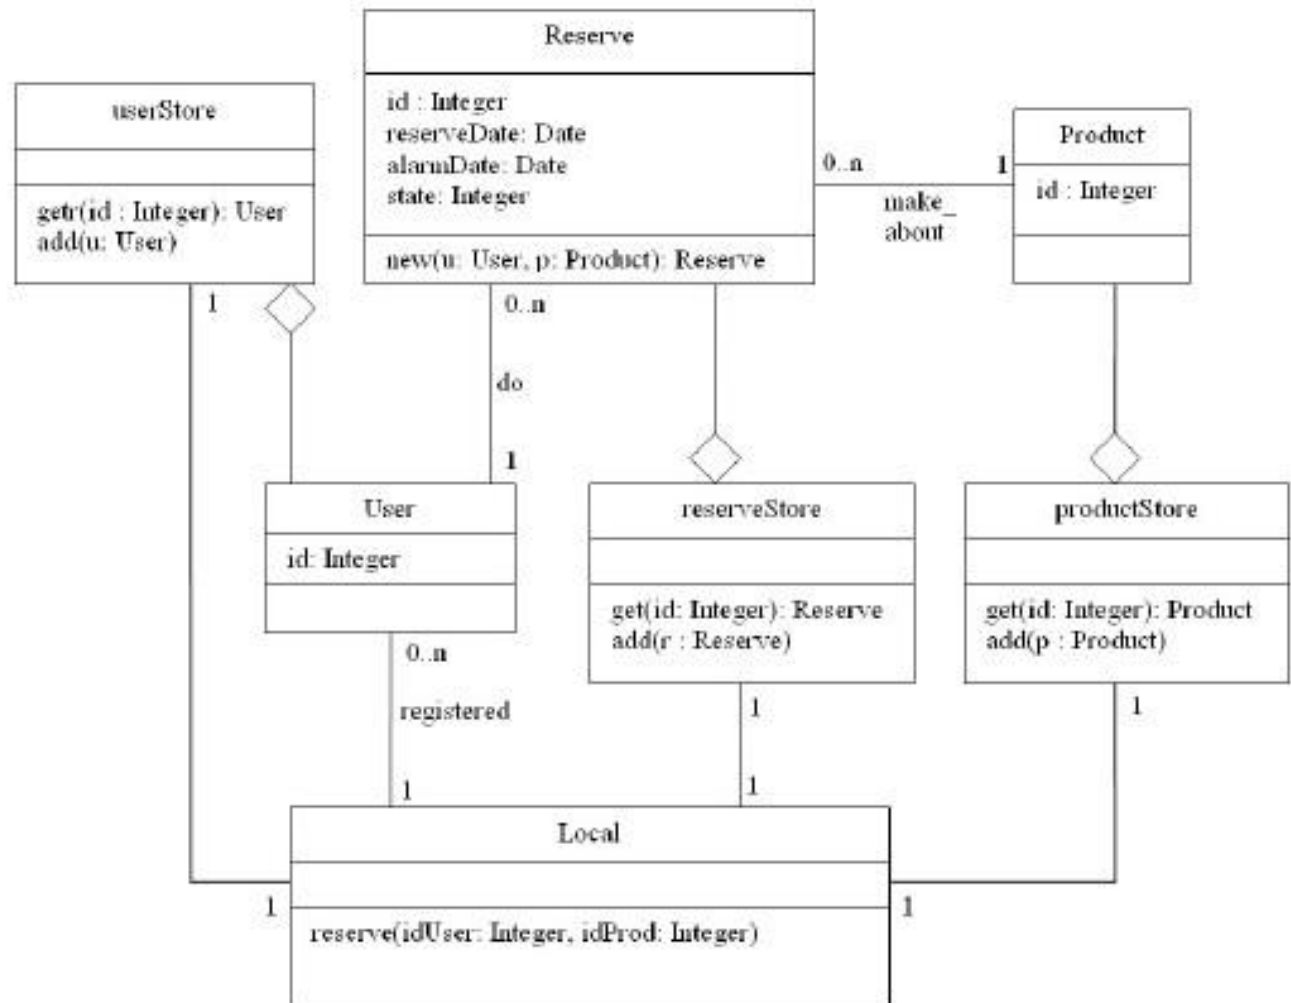 Reserve
id : Integer
reserveDate: Date
alarmDate: Date
state: Integer
new(u: User, p: Product): Reserve
userStore
getr(id : Integer): User
add(u: User)
Product
id : Integer
0..n
1
make_
about
1
0..n
do
1
User
id: Integer
reserveStore
get(id: Integer): Reserve
add(r : Reserve)
productStore
get(id: Integer): Product
add(p : Product)
0..n
registered
1
1
1
1
Local
reserve(idUser: Integer, idProd: Integer)
1
1